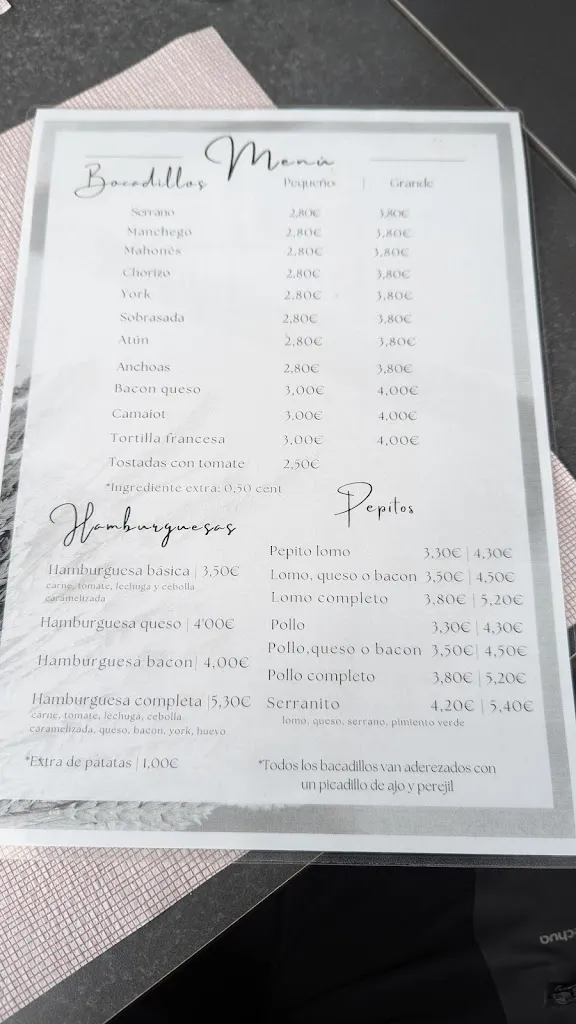 Menú
Bocadillos
Pequeño | Grande
Serrano 2,80€ 3,80€
Manchego 2,80€ 3,80€
Mahonés 2,80€ 3,80€
Chorizo 2,80€ 3,80€
York 2,80€ 3,80€
Sobrasada 2,80€ 3,80€
Atún 2,80€ 3,80€
Anchoas 2,80€ 3,80€
Bacon queso 3,00€ 4,00€
Camaiot 3,00€ 4,00€
Tortilla francesa 3,00€ 4,00€
Tostadas con tomate 2,50€
*Ingrediente extra: 0,50 cent
Hamburguesas
Hamburguesa básica | 3,50€
carne, tomate, lechuga y cebolla
caramelizada
Hamburguesa queso | 4'00€
Hamburguesa bacon | 4,00€
Hamburguesa completa |5,30€
carne, tomate, lechuga, cebolla
caramelizada, queso, bacon, york, huevo
*Extra de patatas | 1,00€
Pepitos
Pepito lomo 3,30€ | 4,30€
Lomo, queso o bacon 3,50€ | 4,50€
Lomo completo 3,80€ | 5,20€
Pollo 3,30€ | 4,30€
Pollo,queso o bacon 3,50€| 4,50€
Pollo completo 3,80€ | 5,20€
Serranito 4,20€ | 5,40€
lomo, queso, serrano, pimiento verde
*Todos los bacadillos van aderezados con
un picadillo de ajo y perejil